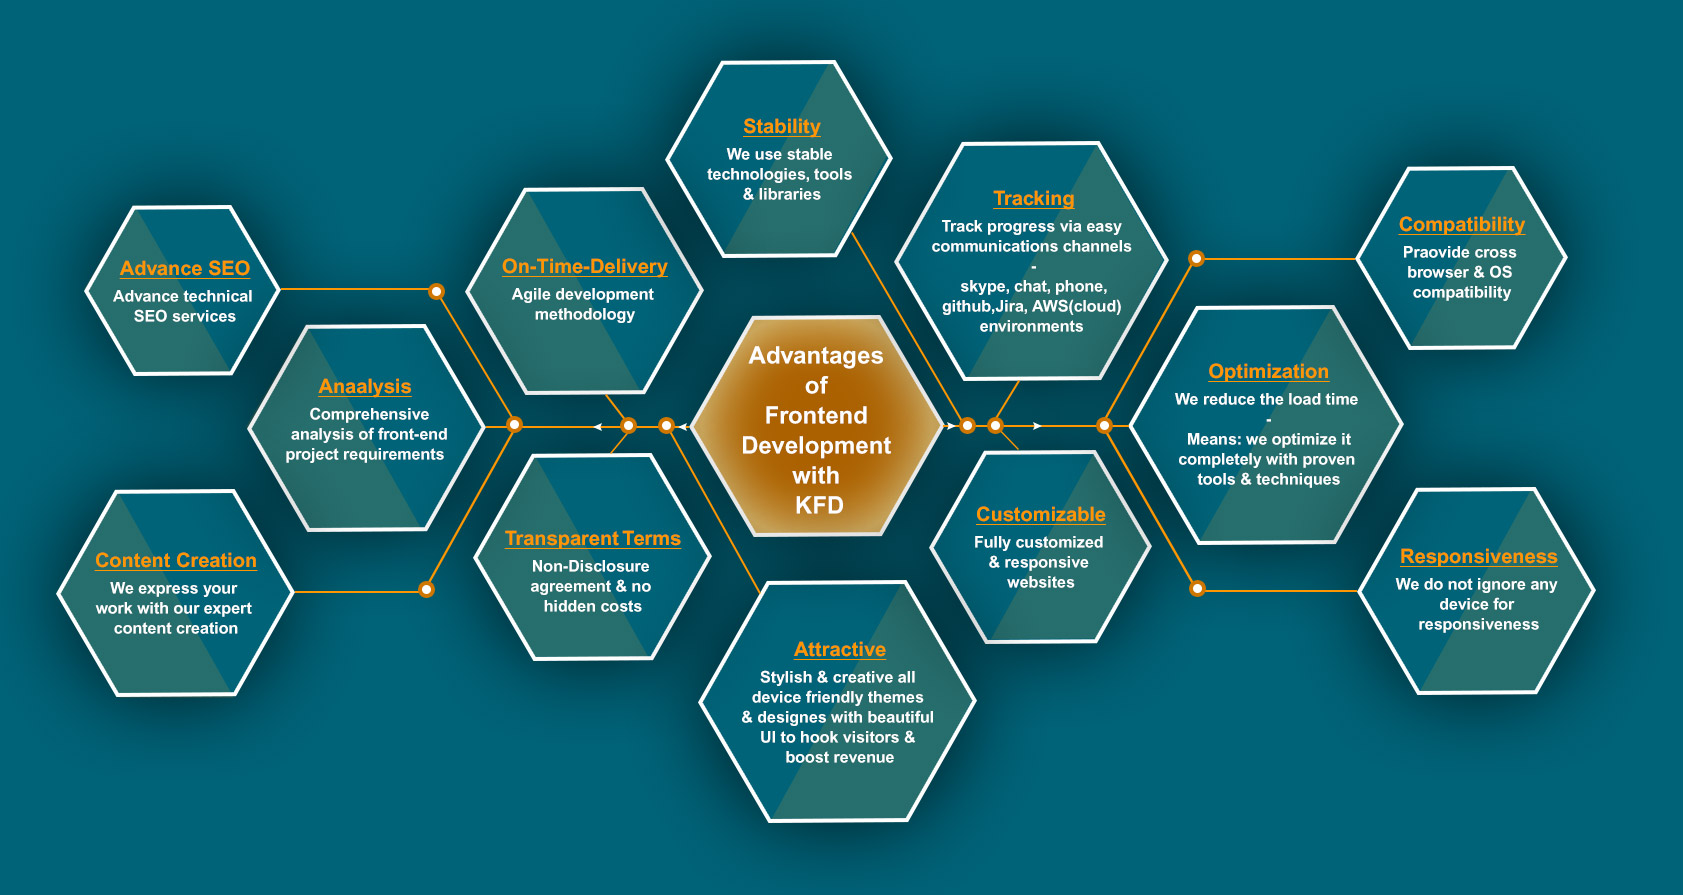 Stability
We use stable
technologies, tools
& libraries
Tracking
Track progress via easy
communications channels
-
skype, chat, phone,
github,Jira, AWS(cloud)
environments
Compatibility
Praovide cross
browser & OS
compatibility
Advance SEO
Advance technical
SEO services
On-Time-Delivery
Agile development
methodology
Anaalysis
Comprehensive
analysis of front-end
project requirements
Advantages
of
Frontend
Development
with
KFD
Optimization
We reduce the load time
-
Means: we optimize it
completely with proven
tools & techniques
Content Creation
We express your
work with our expert
content creation
Transparent Terms
Non-Disclosure
agreement & no
hidden costs
Customizable
Fully customized
& responsive
websites
Responsiveness
We do not ignore any
device for
responsiveness
Attractive
Stylish & creative all
device friendly themes
& designes with beautiful
UI to hook visitors &
boost revenue